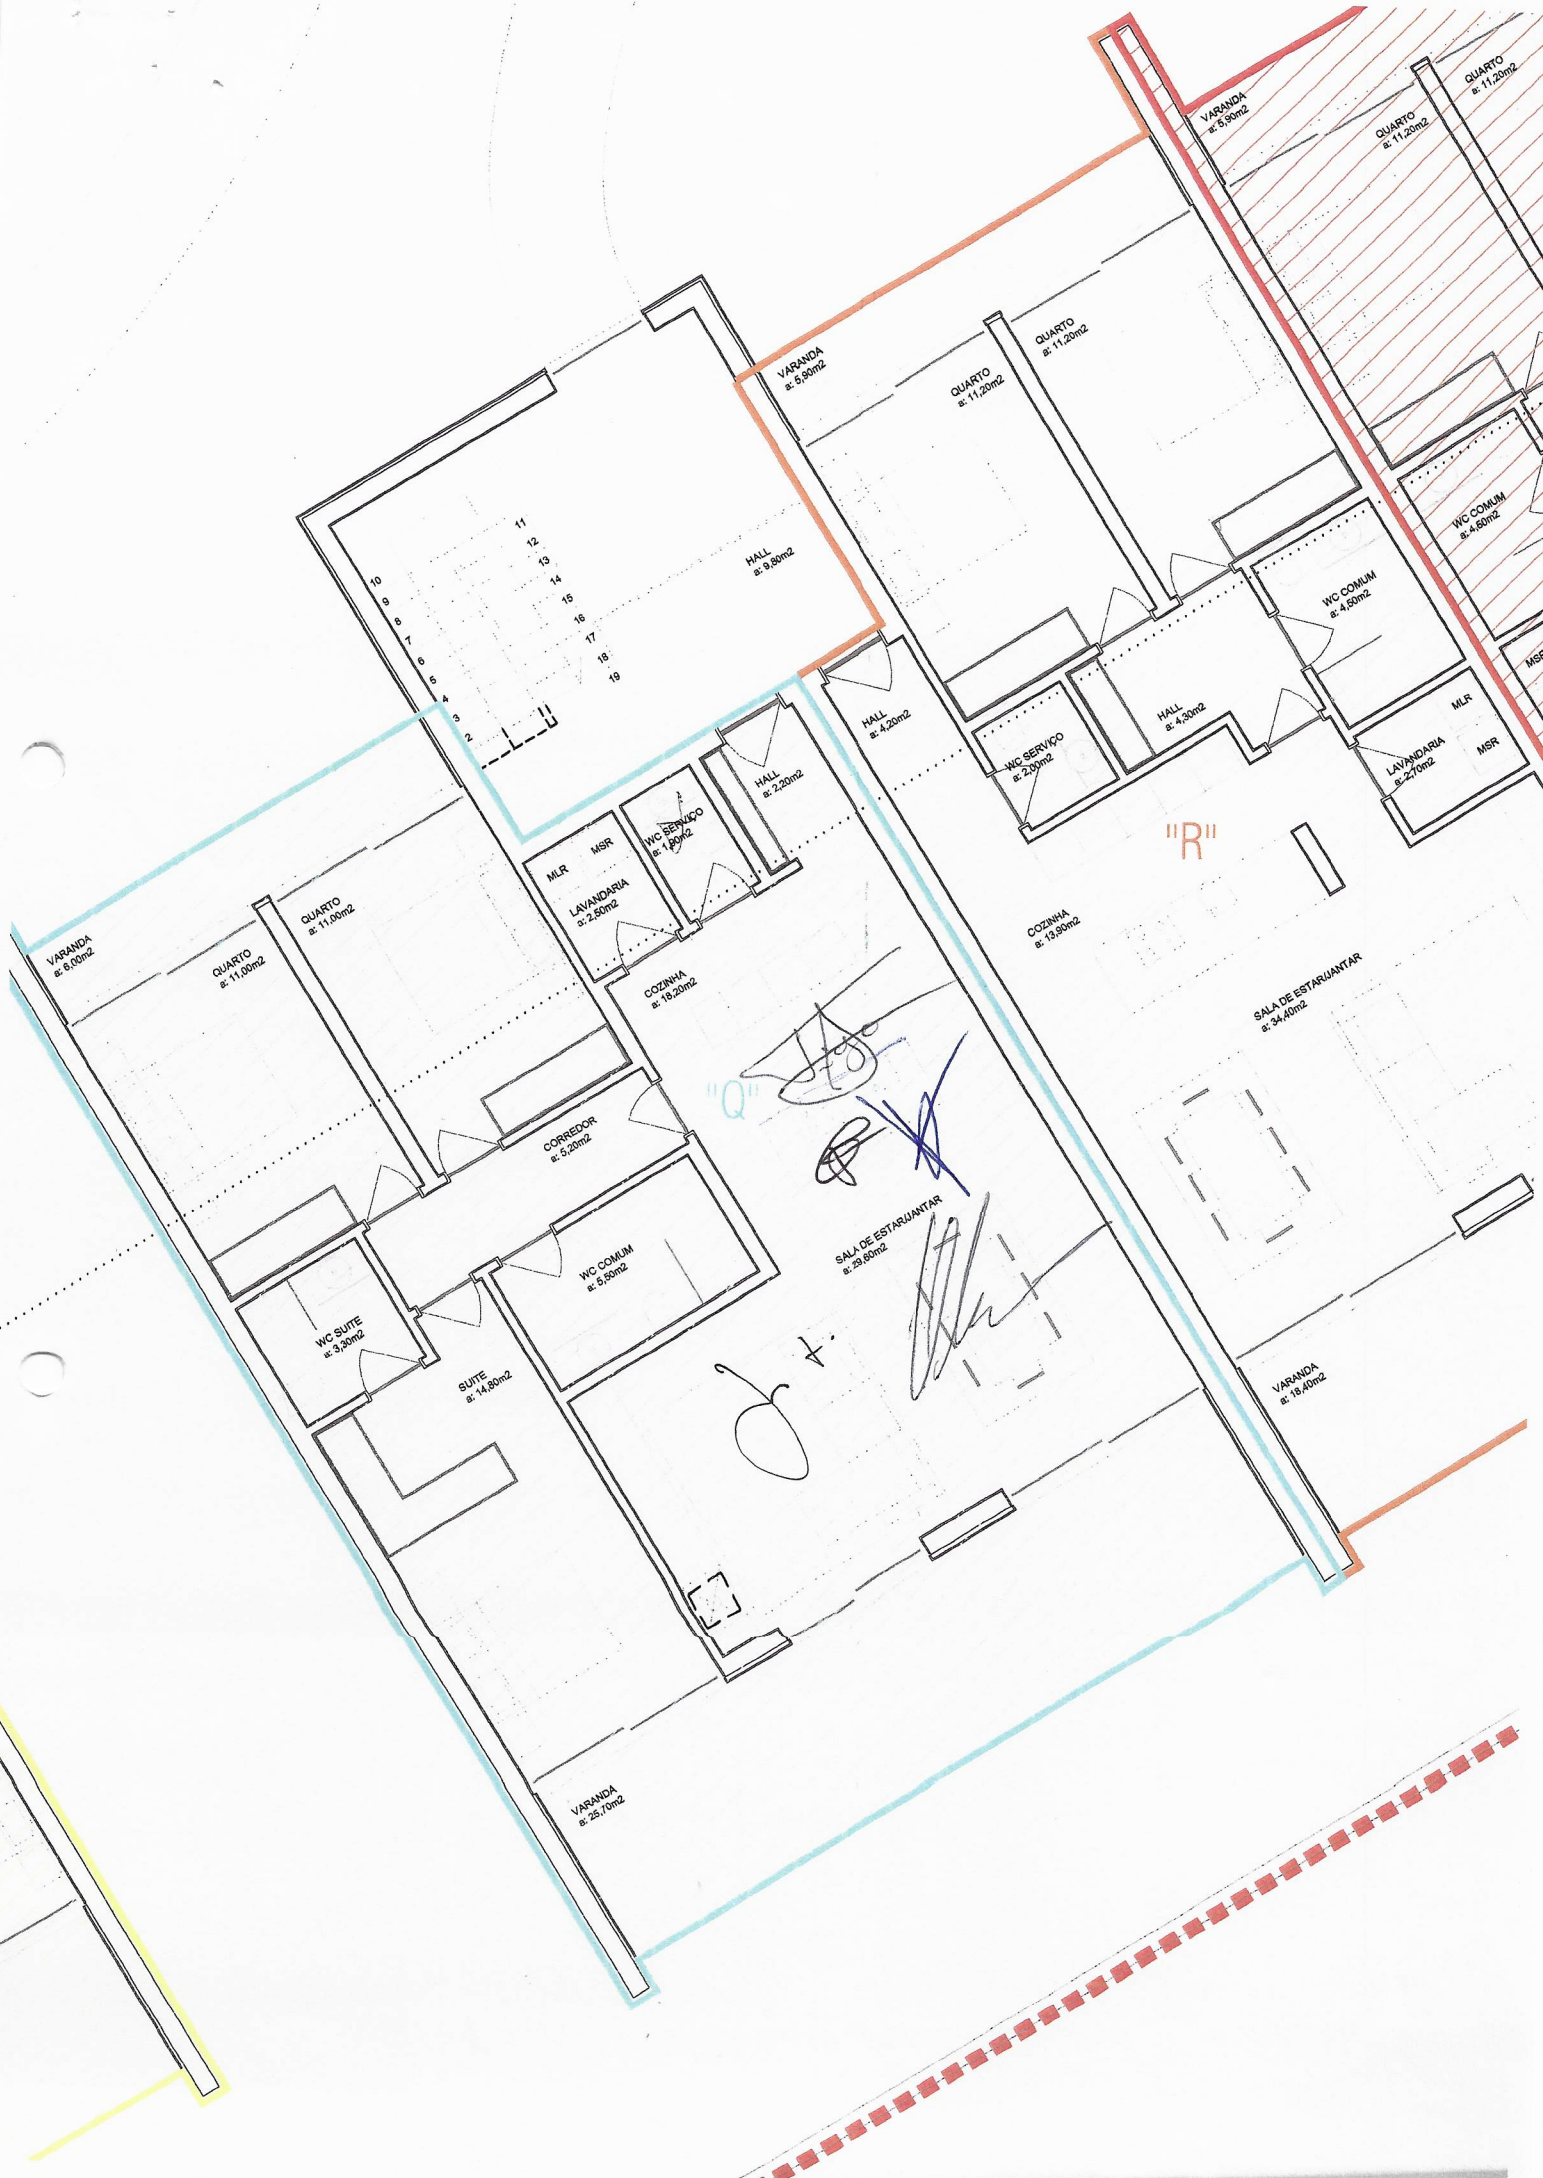 VARANDA
a: 5,90m2
QUARTO
a: 11,20m2
QUARTO
a: 11,20m2
WC COMUM
a: 4,60m2
MSR
VARANDA
a: 5,90m2
QUARTO
a: 11,20m2
QUARTO
a: 11,20m2
HALL
a: 9,80m2
10
9
8
7
6
5
4
3
2
11
12
13
14
15
16
17
18
19
HALL
a: 4,20m2
WC SERVIÇO
a: 2,00m2
HALL
a: 4,30m2
WC COMUM
a: 4,50m2
MLR
MSR
LAVANDARIA
a: 2,70m2
"R"
COZINHA
a: 13,90m2
SALA DE ESTAR/JANTAR
a: 34,40m2
VARANDA
a: 18,40m2
HALL
a: 2,20m2
WC SERVIÇO
a: 1,90m2
MLR
MSR
LAVANDARIA
a: 2,50m2
VARANDA
a: 6,00m2
QUARTO
a: 11,00m2
QUARTO
a: 11,00m2
COZINHA
a: 18,20m2
"Q"
CORREDOR
a: 5,20m2
SALA DE ESTAR/JANTAR
a: 29,60m2
WC COMUM
a: 5,50m2
WC SUITE
a: 3,30m2
SUITE
a: 14,80m2
VARANDA
a: 25,70m2